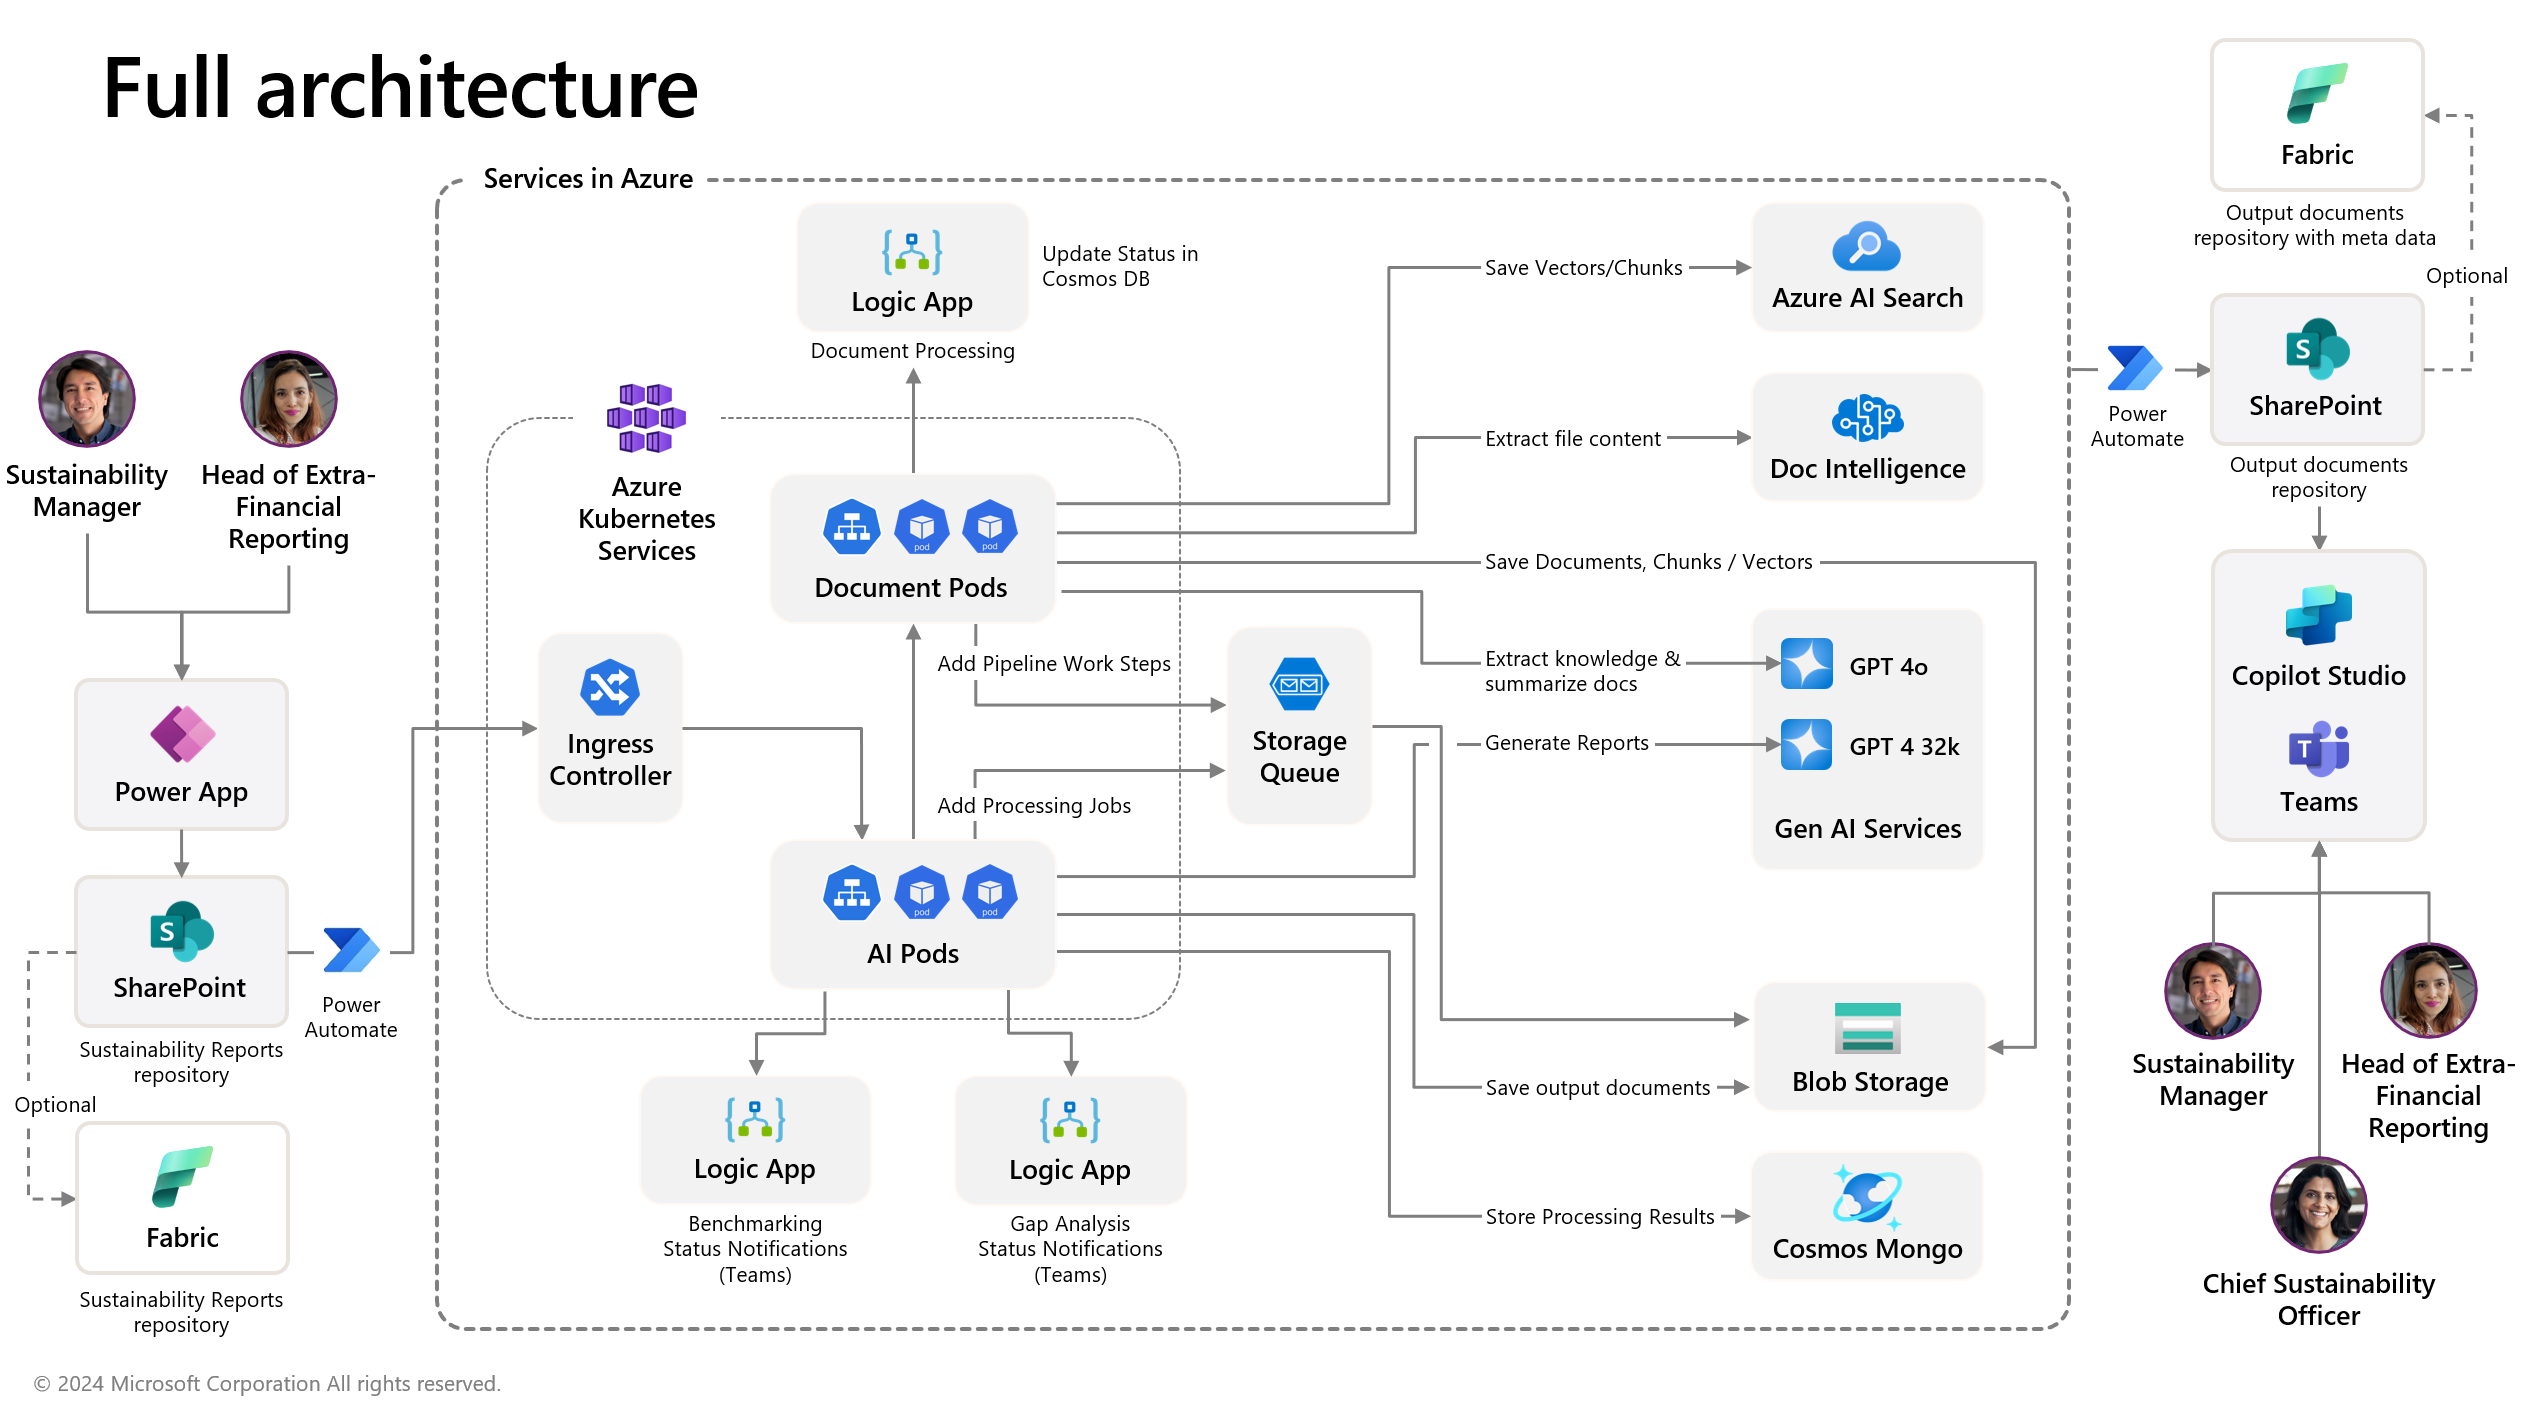 Full architecture
Services in Azure
Sustainability
Manager
Head of Extra-
Financial
Reporting
Power App
S
SharePoint
Sustainability Reports
repository
Power
Automate
Optional
Fabric
Sustainability Reports
repository
Logic App
Update Status in
Cosmos DB
Document Processing
Azure
Kubernetes
Services
pod
pod
Document Pods
Add Pipeline Work Steps
Ingress
Controller
Storage
Queue
Add Processing Jobs
pod
pod
AI Pods
Logic App
Benchmarking
Status Notifications
(Teams)
Logic App
Gap Analysis
Status Notifications
(Teams)
Save Vectors/Chunks
Azure AI Search
Extract file content
Doc Intelligence
Save Documents, Chunks / Vectors
Extract knowledge &
summarize docs
GPT 4o
Generate Reports
GPT 4 32k
Gen AI Services
Save output documents
Blob Storage
Store Processing Results
Cosmos Mongo
Power
Automate
Fabric
Output documents
repository with meta data
Optional
S
SharePoint
Output documents
repository
Copilot Studio
T
Teams
Sustainability
Manager
Head of Extra-
Financial
Reporting
Chief Sustainability
Officer
© 2024 Microsoft Corporation All rights reserved.